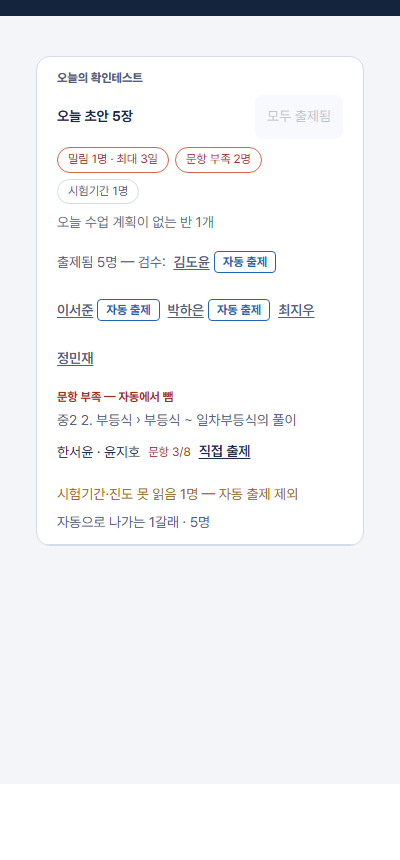 오늘의 확인테스트
오늘 초안 5장
모두 출제됨
밀림 1명 · 최대 3일 문항 부족 2명
시험기간 1명
오늘 수업 계획이 없는 반 1개
출제됨 5명 — 검수: 김도윤 자동 출제
이서준 자동 출제 박하은 자동 출제 최지우
정민재
문항 부족 — 자동에서 뺌
중2 2. 부등식 › 부등식 ~ 일차부등식의 풀이
한서윤 · 윤지호 문항 3/8 직접 출제
시험기간·진도 못 읽음 1명 — 자동 출제 제외
자동으로 나가는 1갈래 · 5명